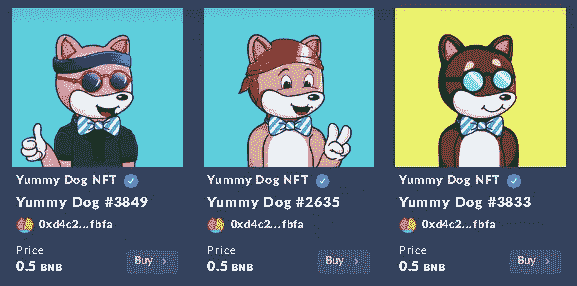 Yummy Dog NFT
Yummy Dog #3849
0xd4c2...fbfa
Price
0.5 BNB
Buy
Yummy Dog NFT
Yummy Dog #2635
0xd4c2...fbfa
Price
0.5 BNB
Buy
Yummy Dog NFT
Yummy Dog #3833
0xd4c2...fbfa
Price
0.5 BNB
Buy